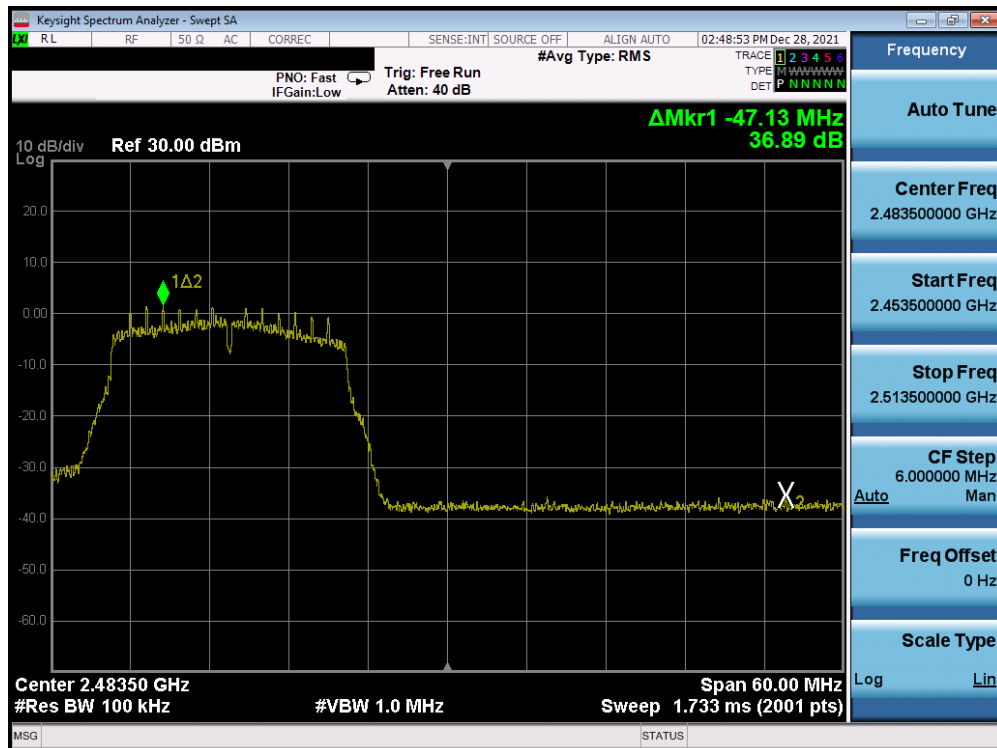 Keysight Spectrum Analyzer - Swept SA
LXI RL RF 50 Ω AC CORREC SENSE:INT SOURCE OFF ALIGN AUTO 02:48:53 PM Dec 28, 2021
#Avg Type: RMS
TRACE 1 2 3 4 5 6
PNO: Fast Trig: Free Run
TYPE M W W W W W
IFGain:Low Atten: 40 dB
DET P N N N N N
ΔMkr1 -47.13 MHz
36.89 dB
10 dB/div Ref 30.00 dBm
Log
20.0
10.0
1Δ2
0.00
-10.0
-20.0
-30.0
X2
-40.0
-50.0
-60.0
Center 2.48350 GHz Span 60.00 MHz
#Res BW 100 kHz #VBW 1.0 MHz Sweep 1.733 ms (2001 pts)
MSG STATUS
Frequency
Auto Tune
Center Freq
2.483500000 GHz
Start Freq
2.453500000 GHz
Stop Freq
2.513500000 GHz
CF Step
6.000000 MHz
Auto Man
Freq Offset
0 Hz
Scale Type
Log Lin